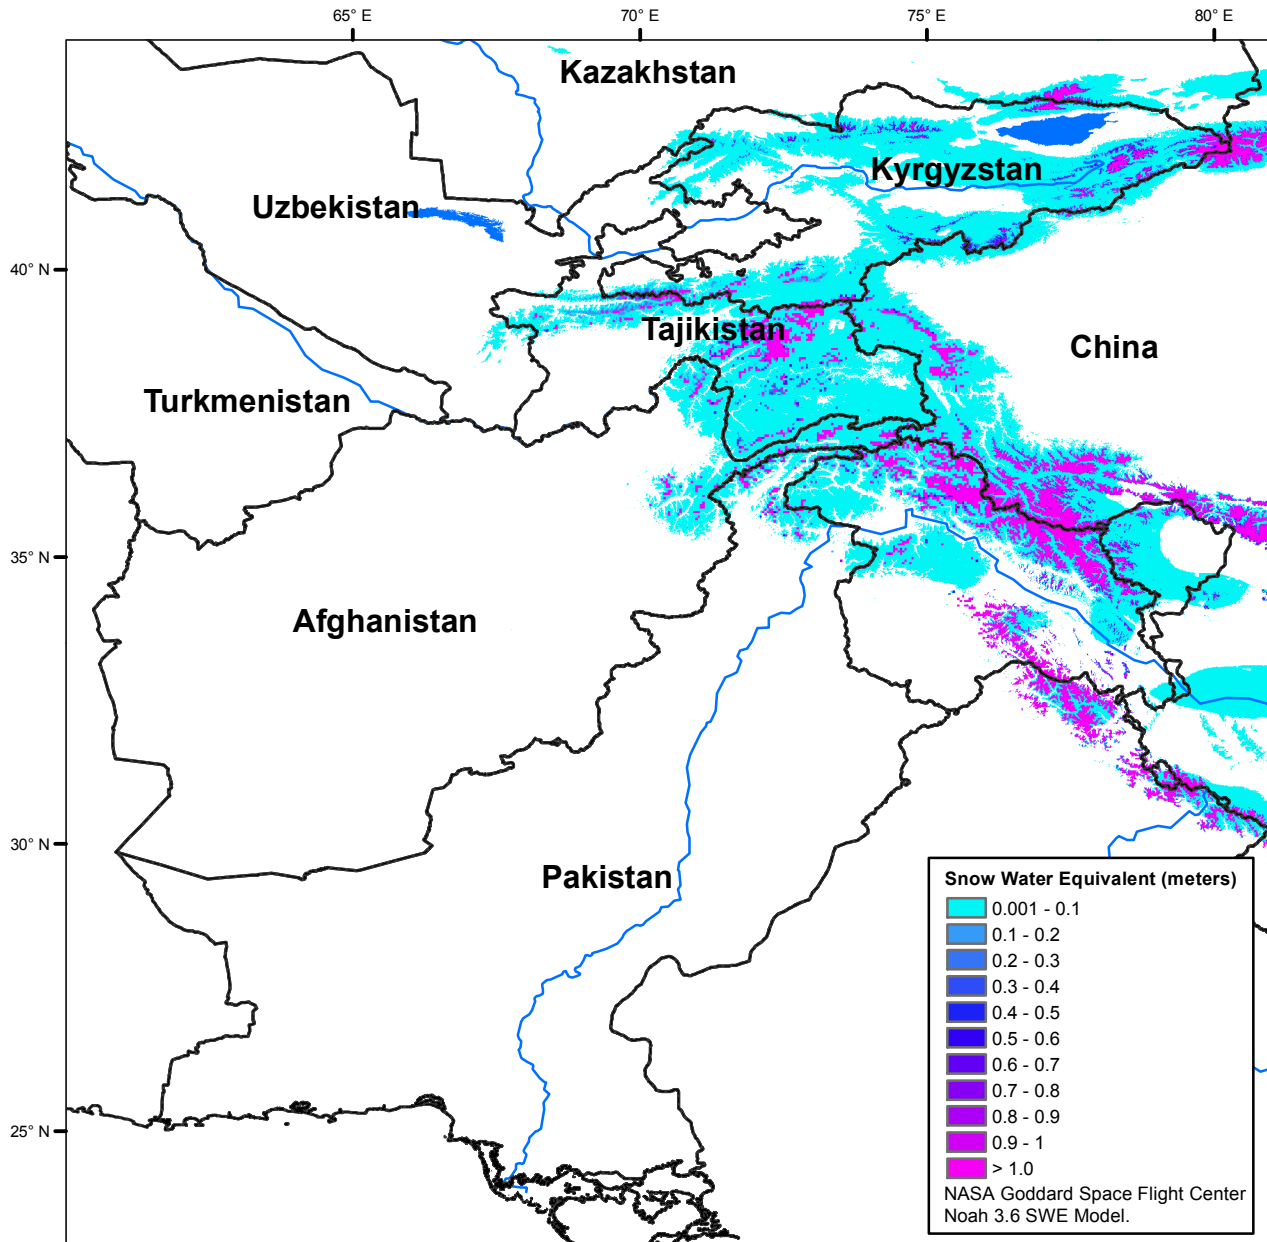 65° E
70° E
75° E
80° E
Kazakhstan
Kyrgyzstan
Uzbekistan
40° N
Tajikistan
China
Turkmenistan
35° N
Afghanistan
30° N
Pakistan
25° N
Snow Water Equivalent (meters)
0.001 - 0.1
0.1 - 0.2
0.2 - 0.3
0.3 - 0.4
0.4 - 0.5
0.5 - 0.6
0.6 - 0.7
0.7 - 0.8
0.8 - 0.9
0.9 - 1
> 1.0
NASA Goddard Space Flight Center
Noah 3.6 SWE Model.